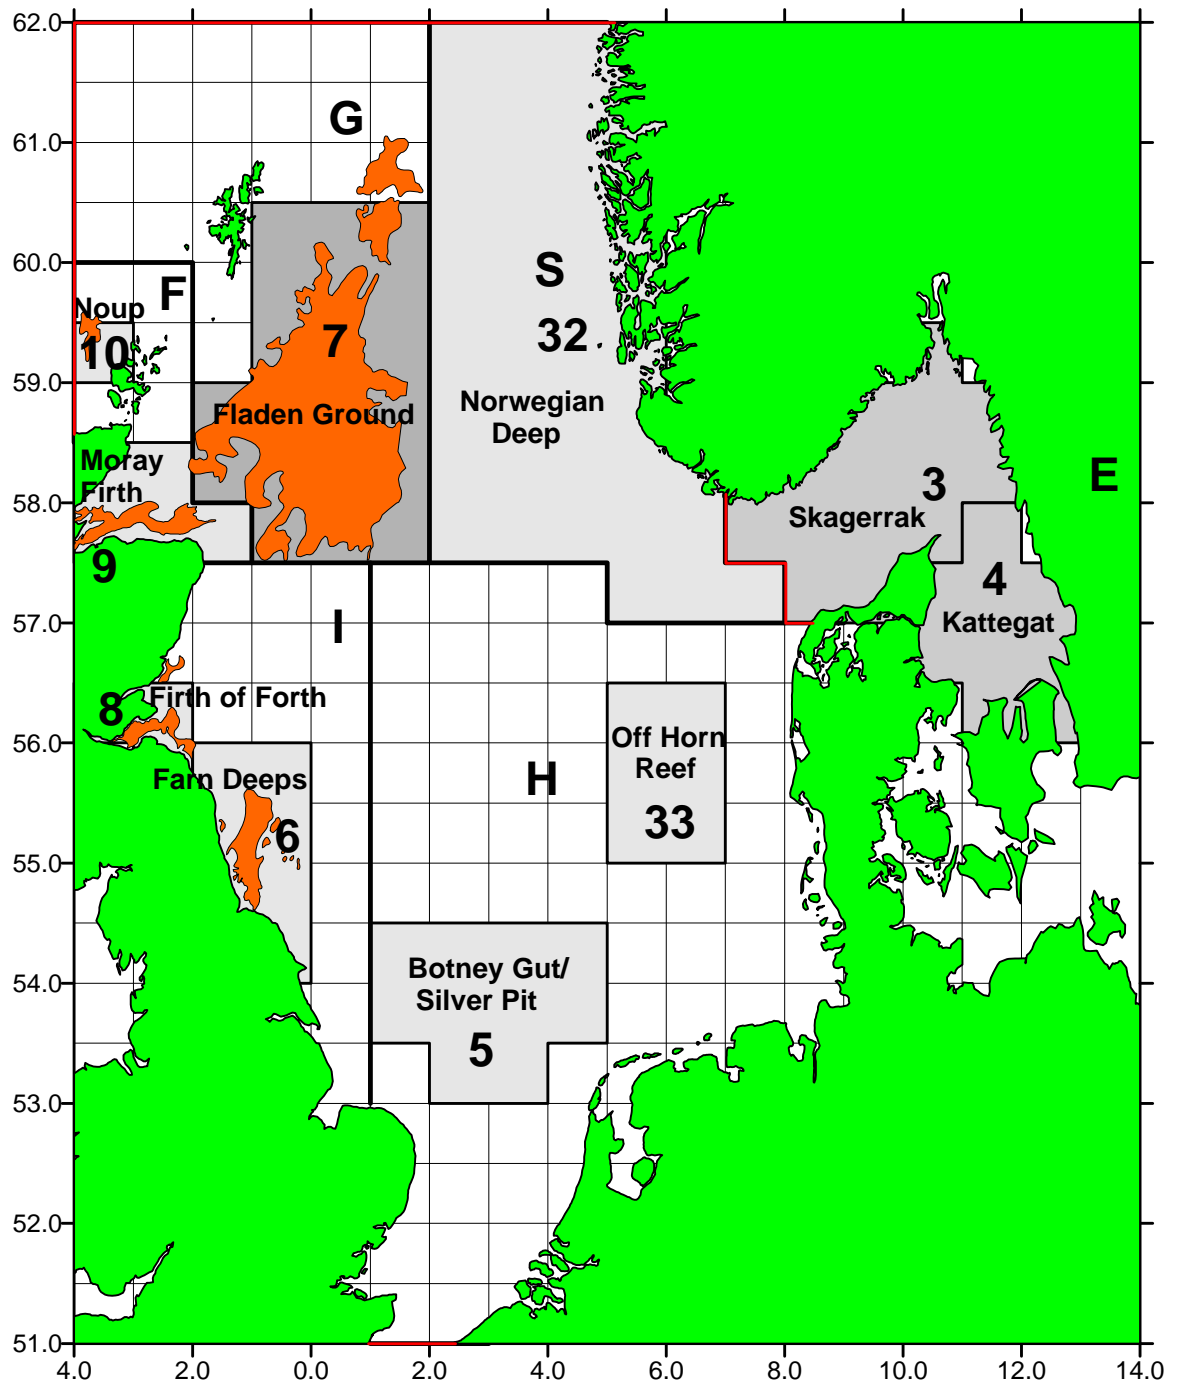 62.0
G
61.0
60.0
F
S
Noup
10
7
32
59.0
Fladen Ground
Norwegian
Deep
Moray
Firth
3
E
58.0
Skagerrak
9
4
Kattegat
57.0
I
8
Firth of Forth
56.0
Off Horn
Reef
33
H
Farn Deeps
6
55.0
Botney Gut/
Silver Pit
5
54.0
53.0
52.0
51.0
4.0 2.0 0.0 2.0 4.0 6.0 8.0 10.0 12.0 14.0